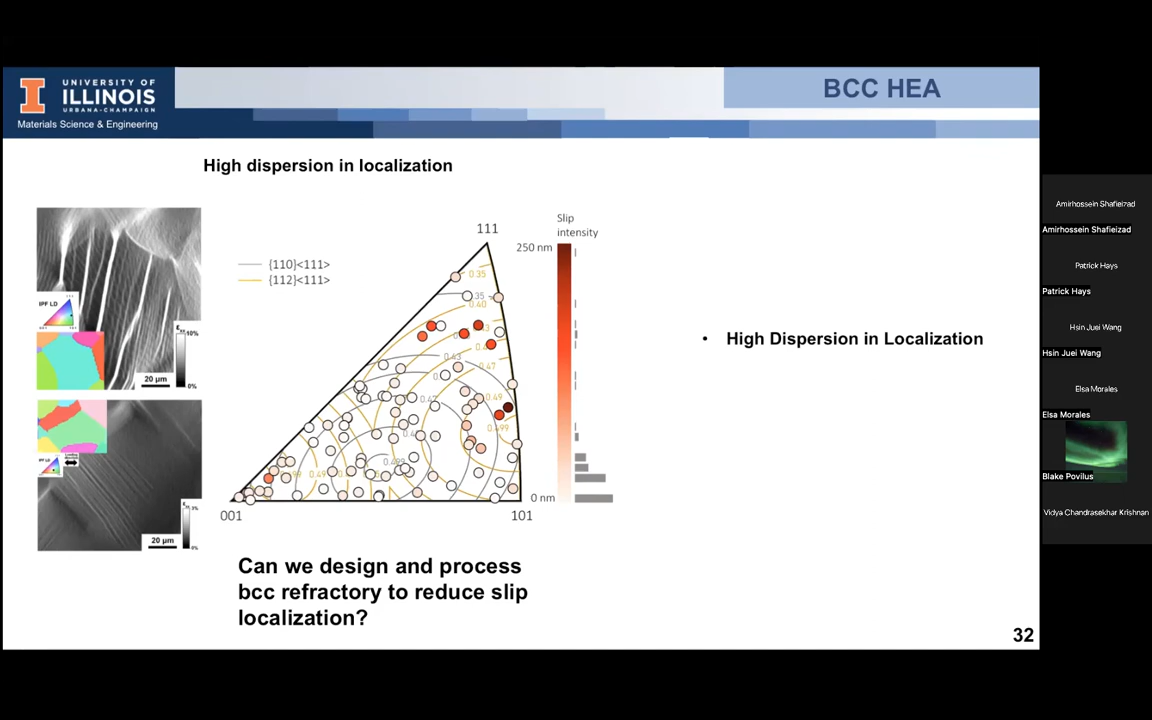 UNIVERSITY OF
ILLINOIS
URBANA-CHAMPAIGN
Materials Science & Engineering
BCC HEA
High dispersion in localization
IPF LD
10%
0%
20 µm
IPF LD
0%
20 µm
{110}<111>
{112}<111>
111
001
101
0.35
.35
0.40
0.43
0.47
0.49
0.499
0.499
Slip
intensity
250 nm
0 nm
• High Dispersion in Localization
Can we design and process
bcc refractory to reduce slip
localization?
32
Amirhossein Shafieizad
Amirhossein Shafieizad
Patrick Hays
Patrick Hays
Hsin Juei Wang
Hsin Juei Wang
Elsa Morales
Elsa Morales
Blake Povilus
Vidya Chandrasekhar Krishnan